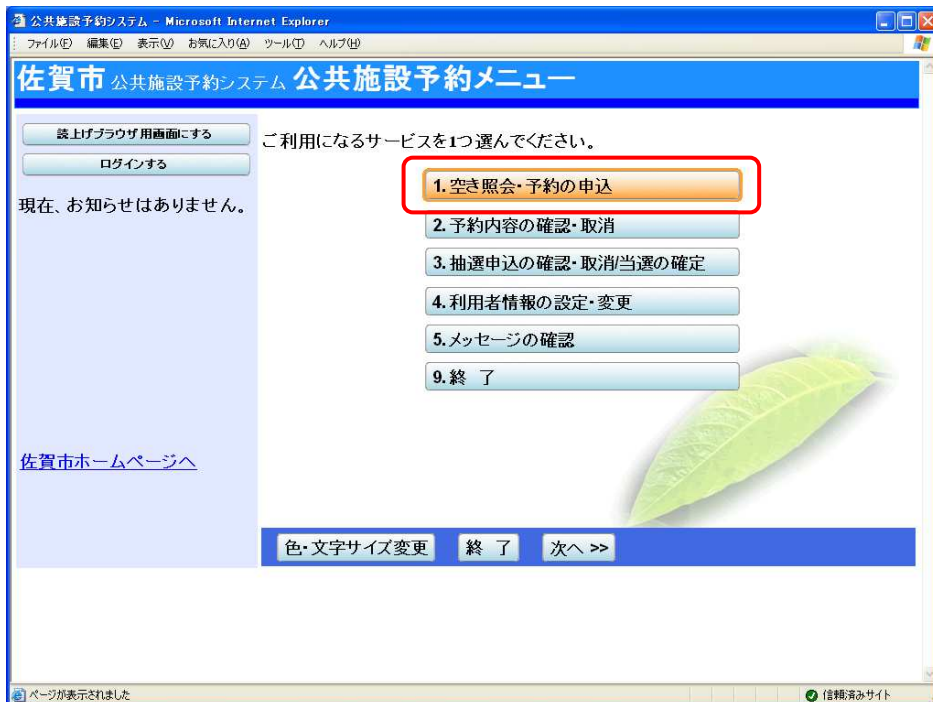 公共施設予約システム - Microsoft Internet Explorer
ファイル(F) 編集(E) 表示(V) お気に入り(A) ツール(T) ヘルプ(H)
佐賀市 公共施設予約システム 公共施設予約メニュー
読上げブラウザ用画面にする
ログインする
現在、お知らせはありません。
佐賀市ホームページへ
ご利用になるサービスを1つ選んでください。
1.空き照会・予約の申込
2.予約内容の確認・取消
3.抽選申込の確認・取消/当選の確定
4.利用者情報の設定・変更
5.メッセージの確認
9.終 了
色・文字サイズ変更 終 了 次へ >>
ページが表示されました 信頼済みサイト